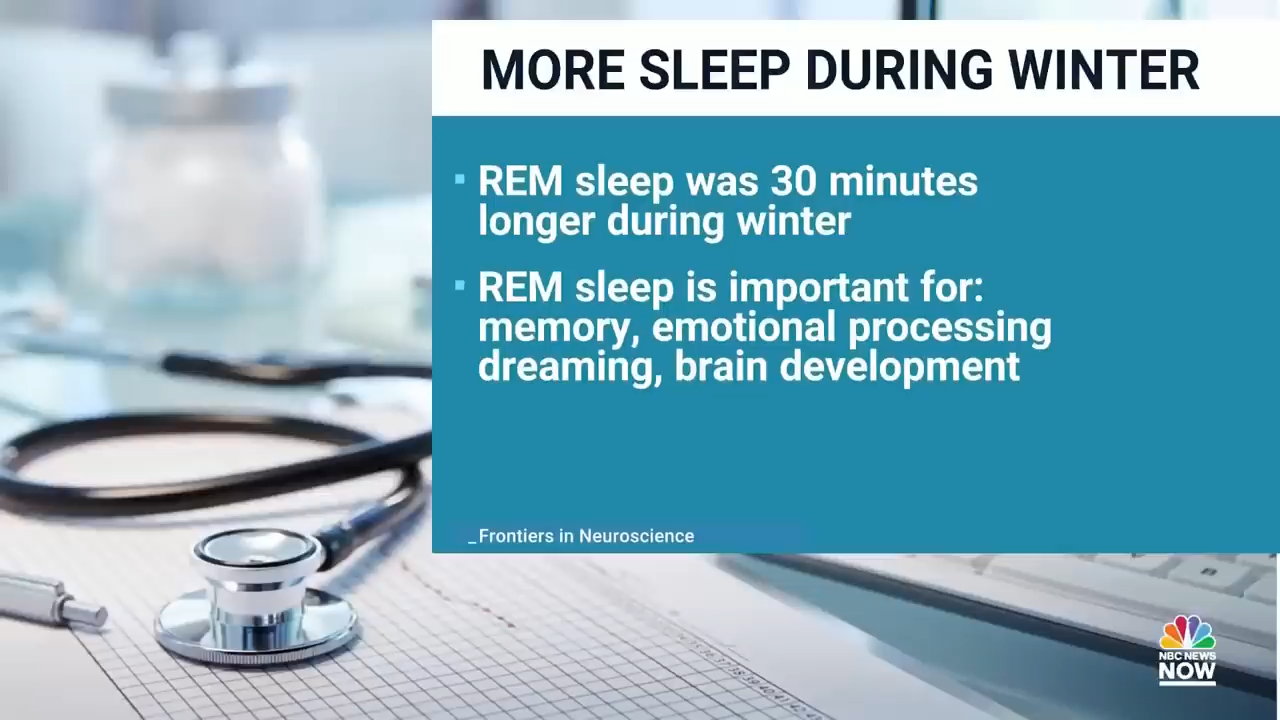 MORE SLEEP DURING WINTER
▪ REM sleep was 30 minutes
longer during winter
▪ REM sleep is important for:
memory, emotional processing
dreaming, brain development
_Frontiers in Neuroscience
NBC NEWS
NOW